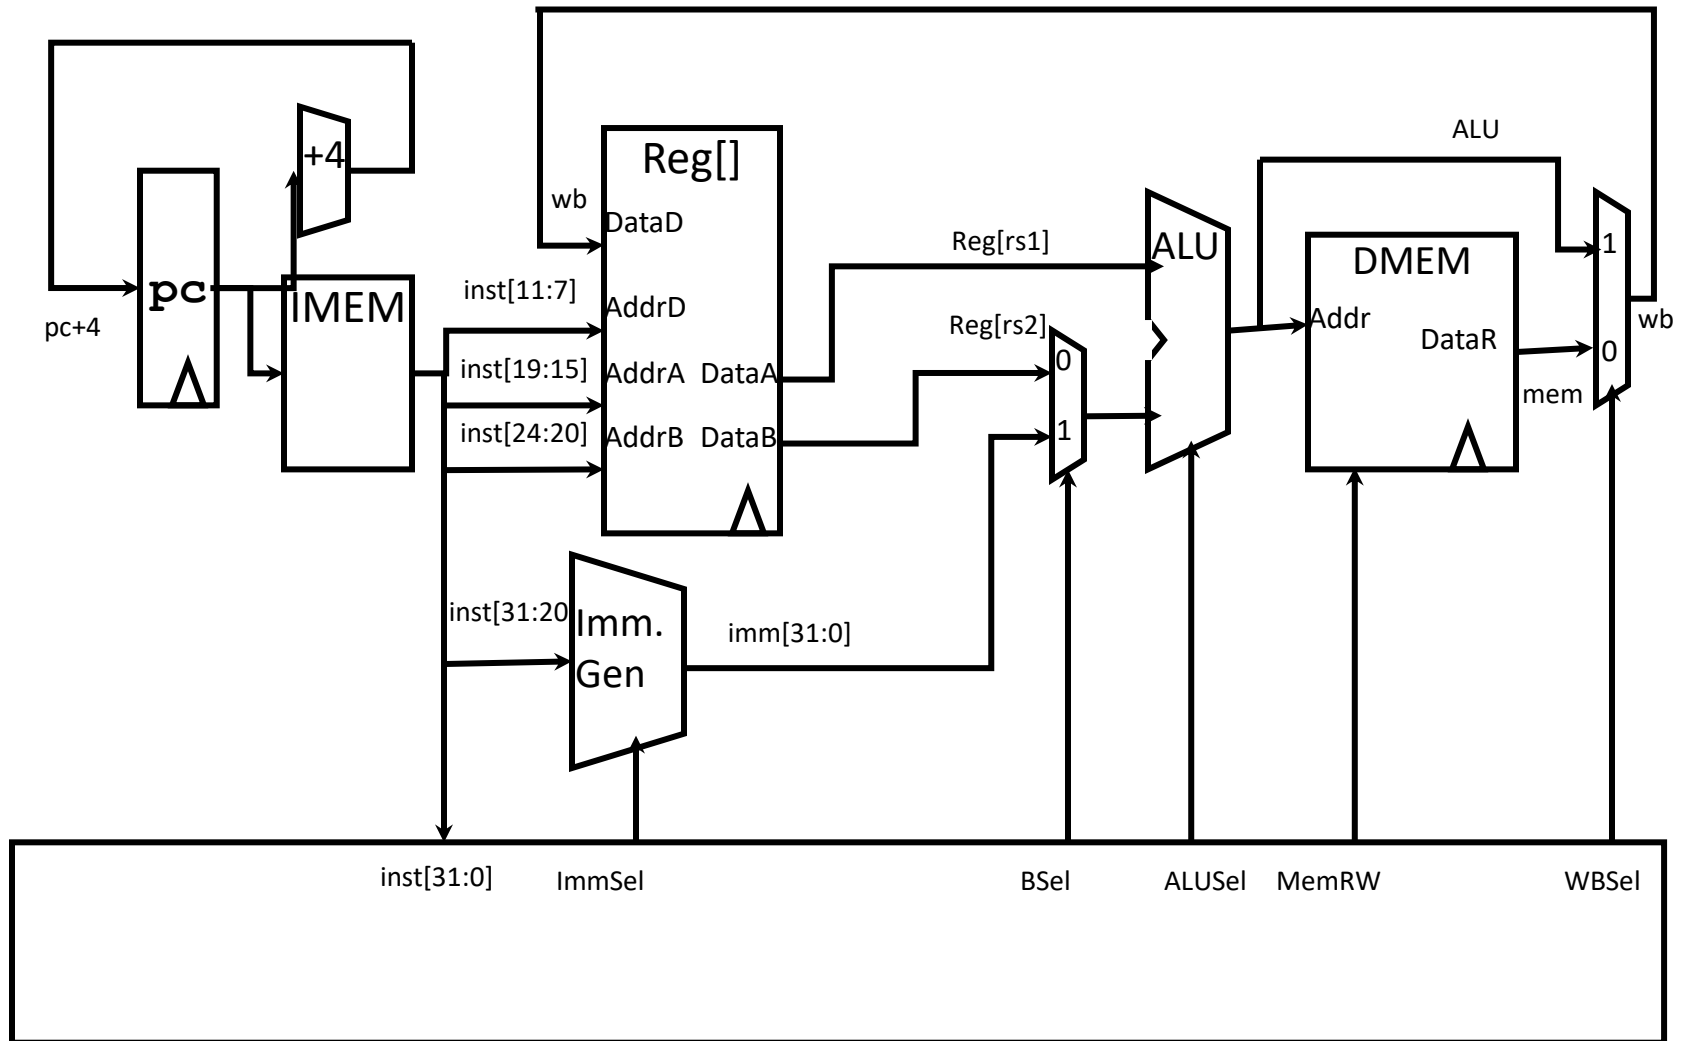 ALU
+4
Reg[]
wb
DataD
Reg[rs1]
ALU
1
DMEM
pc
inst[11:7]
IMEM
AddrD
Reg[rs2]
Addr
wb
pc+4
DataR
0
inst[19:15]
AddrA DataA
0
mem
inst[24:20]
AddrB DataB
1
inst[31:20
Imm.
Gen
imm[31:0]
inst[31:0]
ImmSel
BSel
ALUSel
MemRW
WBSel